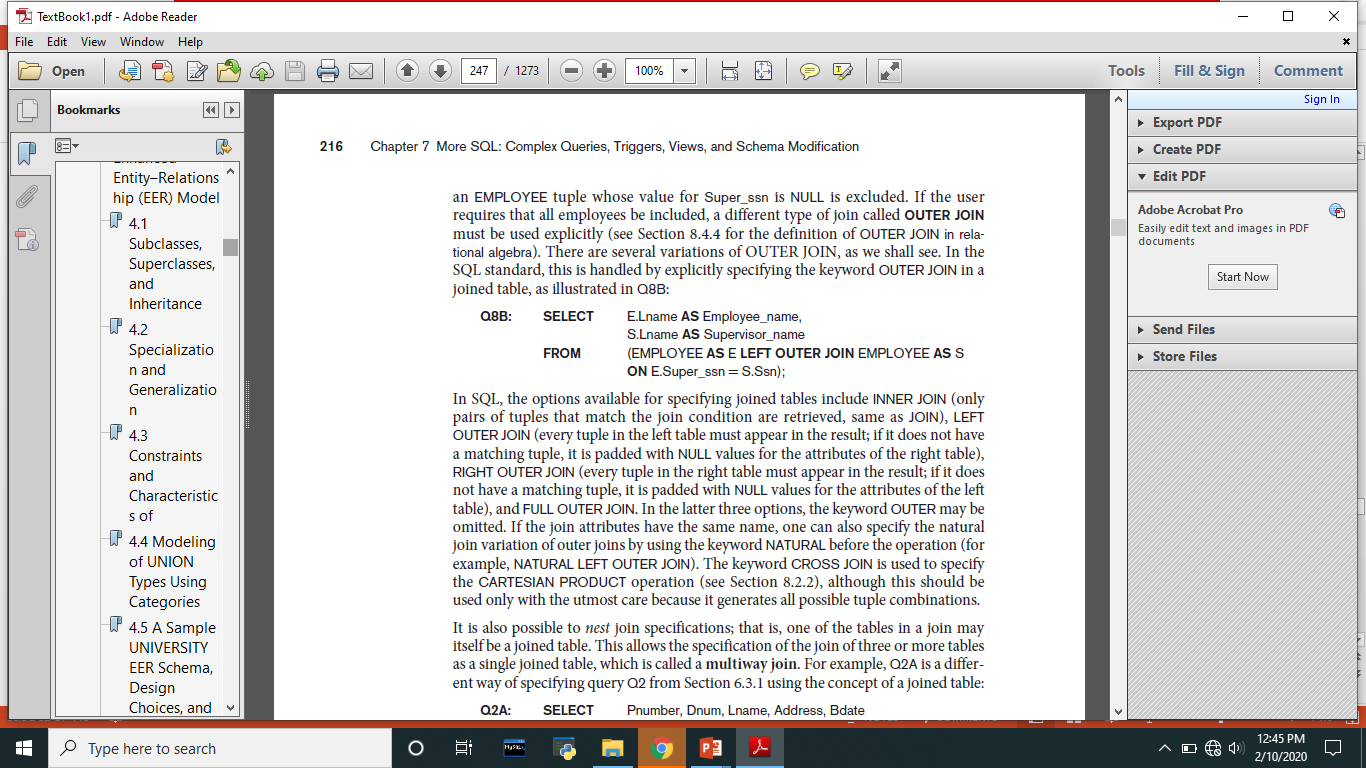 TextBook1.pdf - Adobe Reader
File Edit View Window Help
Open
247 / 1273
100%
Tools
Fill & Sign
Comment
Bookmarks
Entity–Relations
hip (EER) Model
4.1
Subclasses,
Superclasses,
and
Inheritance
4.2
Specializatio
n and
Generalizatio
n
4.3
Constraints
and
Characteristic
s of
4.4 Modeling
of UNION
Types Using
Categories
4.5 A Sample
UNIVERSITY
EER Schema,
Design
Choices, and
216 Chapter 7 More SQL: Complex Queries, Triggers, Views, and Schema Modification
an EMPLOYEE tuple whose value for Super_ssn is NULL is excluded. If the user
requires that all employees be included, a different type of join called OUTER JOIN
must be used explicitly (see Section 8.4.4 for the definition of OUTER JOIN in rela-
tional algebra). There are several variations of OUTER JOIN, as we shall see. In the
SQL standard, this is handled by explicitly specifying the keyword OUTER JOIN in a
joined table, as illustrated in Q8B:
Q8B: SELECT E.Lname AS Employee_name,
S.Lname AS Supervisor_name
FROM (EMPLOYEE AS E LEFT OUTER JOIN EMPLOYEE AS S
ON E.Super_ssn = S.Ssn);
In SQL, the options available for specifying joined tables include INNER JOIN (only
pairs of tuples that match the join condition are retrieved, same as JOIN), LEFT
OUTER JOIN (every tuple in the left table must appear in the result; if it does not have
a matching tuple, it is padded with NULL values for the attributes of the right table),
RIGHT OUTER JOIN (every tuple in the right table must appear in the result; if it does
not have a matching tuple, it is padded with NULL values for the attributes of the left
table), and FULL OUTER JOIN. In the latter three options, the keyword OUTER may be
omitted. If the join attributes have the same name, one can also specify the natural
join variation of outer joins by using the keyword NATURAL before the operation (for
example, NATURAL LEFT OUTER JOIN). The keyword CROSS JOIN is used to specify
the CARTESIAN PRODUCT operation (see Section 8.2.2), although this should be
used only with the utmost care because it generates all possible tuple combinations.
It is also possible to nest join specifications; that is, one of the tables in a join may
itself be a joined table. This allows the specification of the join of three or more tables
as a single joined table, which is called a multiway join. For example, Q2A is a differ-
ent way of specifying query Q2 from Section 6.3.1 using the concept of a joined table:
Q2A: SELECT Pnumber, Dnum, Lname, Address, Bdate
Sign In
Export PDF
Create PDF
Edit PDF
Adobe Acrobat Pro
Easily edit text and images in PDF
documents
Start Now
Send Files
Store Files
Type here to search
12:45 PM
2/10/2020